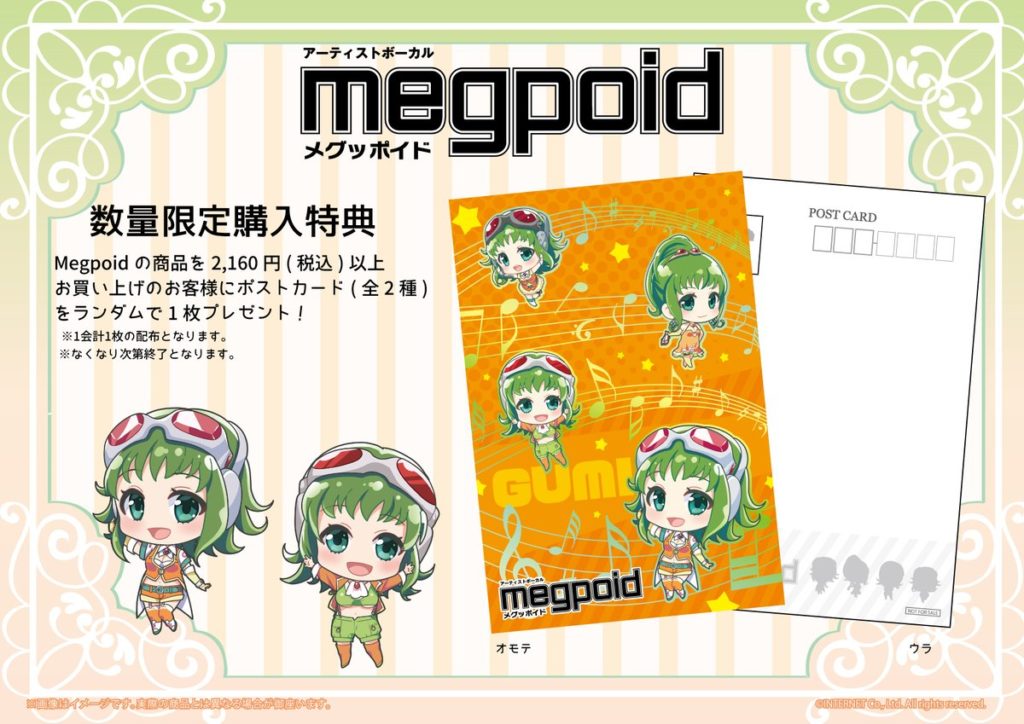 アーティストボーカル
megpoid
メグッポイド
数量限定購入特典
Megpoid の商品を 2,160 円 ( 税込 ) 以上
お買い上げのお客様にポストカード ( 全 2 種 )
をランダムで 1 枚プレゼント！
※1会計1枚の配布となります。
※なくなり次第終了となります。
GUMI
アーティストボーカル
megpoid
メグッポイド
オモテ
POST CARD
NOT FOR SALE
ウラ
※画像はイメージです。実際の商品とは異なる場合が御座います。
©INTERNET Co., Ltd. All rights reserved.